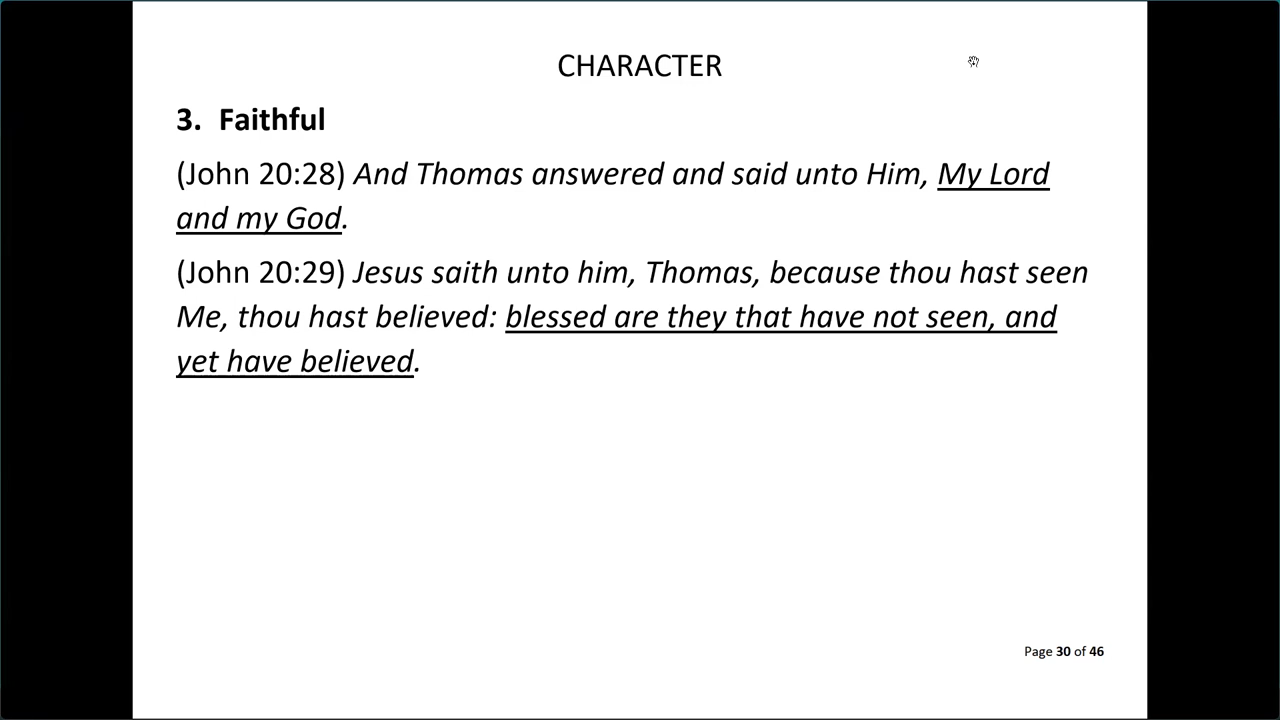 CHARACTER
3. Faithful
(John 20:28) And Thomas answered and said unto Him, My Lord
and my God.
(John 20:29) Jesus saith unto him, Thomas, because thou hast seen
Me, thou hast believed: blessed are they that have not seen, and
yet have believed.
Page 30 of 46